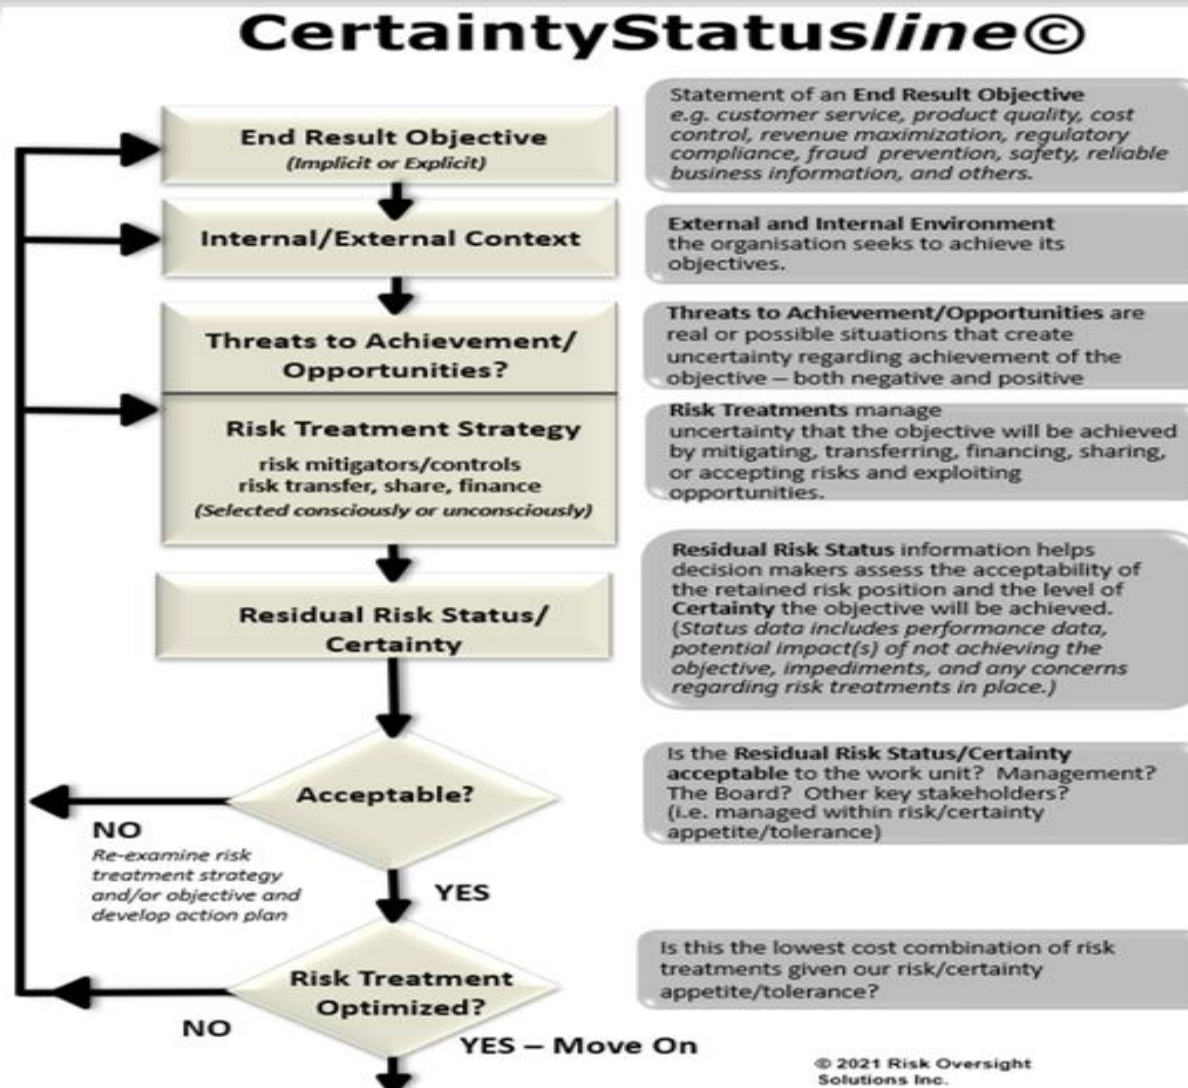 CertaintyStatusline©
End Result Objective
(Implicit or Explicit)
Statement of an End Result Objective
e.g. customer service, product quality, cost
control, revenue maximization, regulatory
compliance, fraud prevention, safety, reliable
business information, and others.
Internal/External Context
External and Internal Environment
the organisation seeks to achieve its
objectives.
Threats to Achievement/
Opportunities?
Threats to Achievement/Opportunities are
real or possible situations that create
uncertainty regarding achievement of the
objective – both negative and positive
Risk Treatment Strategy
risk mitigators/controls
risk transfer, share, finance
(Selected consciously or unconsciously)
Risk Treatments manage
uncertainty that the objective will be achieved
by mitigating, transferring, financing, sharing,
or accepting risks and exploiting
opportunities.
Residual Risk Status/
Certainty
Residual Risk Status information helps
decision makers assess the acceptability of
the retained risk position and the level of
Certainty the objective will be achieved.
(Status data includes performance data,
potential impact(s) of not achieving the
objective, impediments, and any concerns
regarding risk treatments in place.)
Acceptable?
Is the Residual Risk Status/Certainty
acceptable to the work unit? Management?
The Board? Other key stakeholders?
(i.e. managed within risk/certainty
appetite/tolerance)
NO
Re-examine risk
treatment strategy
and/or objective and
develop action plan
YES
Risk Treatment
Optimized?
Is this the lowest cost combination of risk
treatments given our risk/certainty
appetite/tolerance?
NO
YES – Move On
© 2021 Risk Oversight
Solutions Inc.